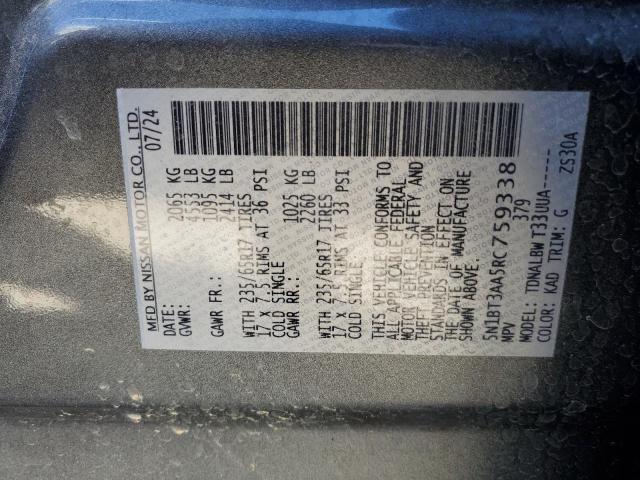 MFD BY NISSAN MOTOR CO., LTD.
07/24
DATE: 2065 KG
GVWR: 4553 LB
GAWR FR.: 1095 KG
2414 LB
WITH 235/65R17 TIRES
17 X 7.5 RIMS AT 36 PSI
COLD SINGLE
GAWR RR.: 1025 KG
2260 LB
WITH 235/65R17 TIRES
17 X 7.5 RIMS AT 33 PSI
COLD SINGLE
THIS VEHICLE CONFORMS TO
ALL APPLICABLE FEDERAL
MOTOR VEHICLE SAFETY AND
THEFT PREVENTION
STANDARDS IN EFFECT ON
THE DATE OF MANUFACTURE
SHOWN ABOVE.
5N1BT3AA5RC759338
MPV 379
MODEL: TDNALBW T33UUA-----
COLOR: KAD TRIM: G ZS30A